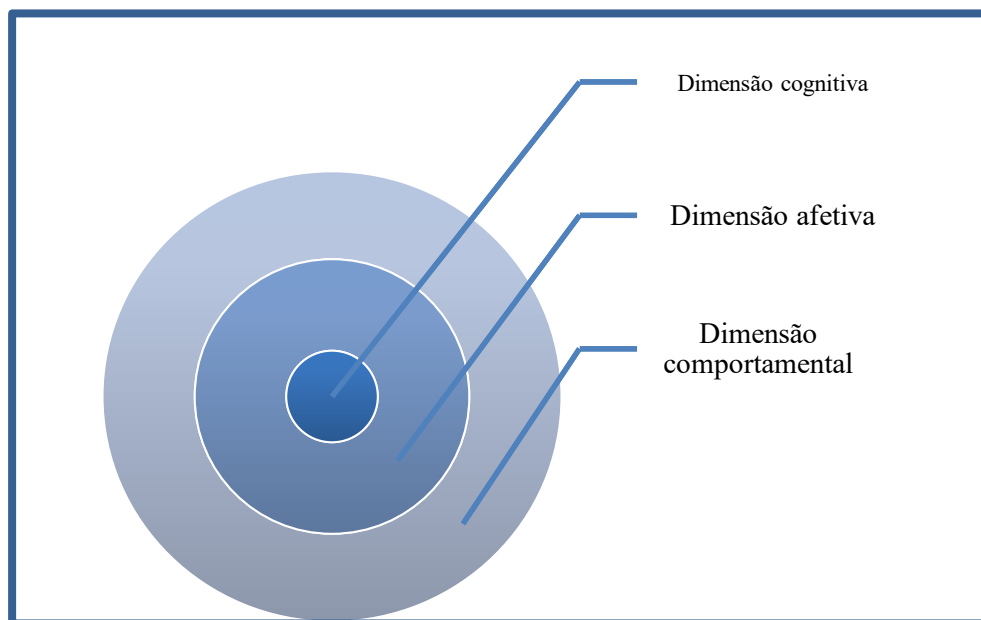 Dimensão cognitiva
Dimensão afetiva
Dimensão
comportamental